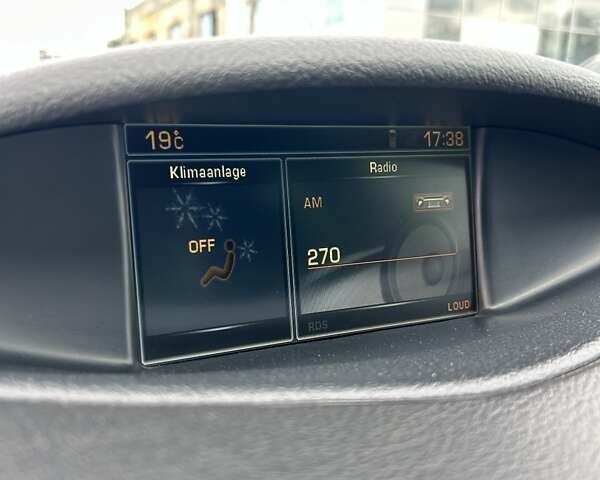 19°C
17:38
Klimaanlage
Radio
OFF
AM
270
RDS
LOUD